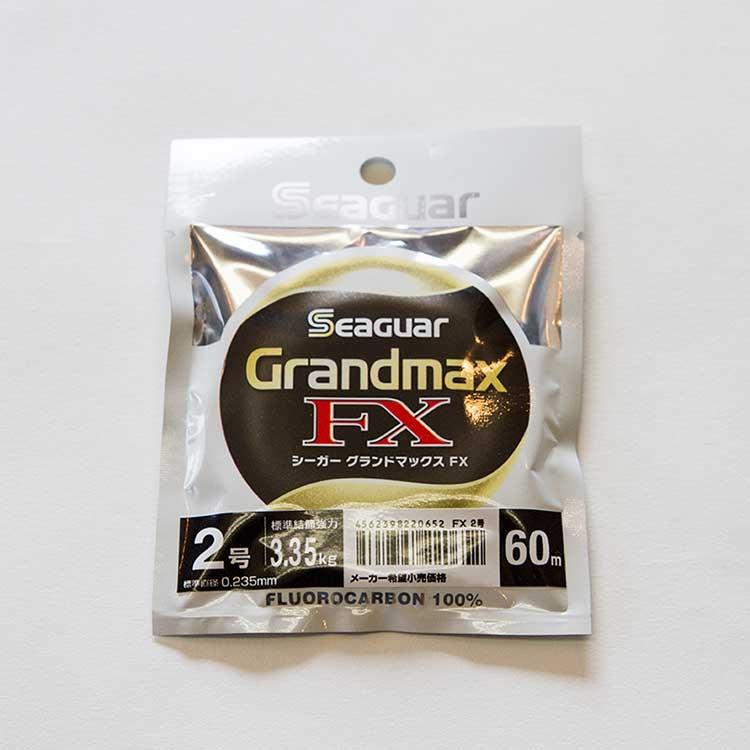 Seaguar
Seaguar
Grandmax
FX
シーガー グランドマックス FX
2号
標準直径 0.235mm
標準結節強力
3.35kg
4562398220652 FX 2号
メーカー希望小売価格
60m
FLUOROCARBON 100%